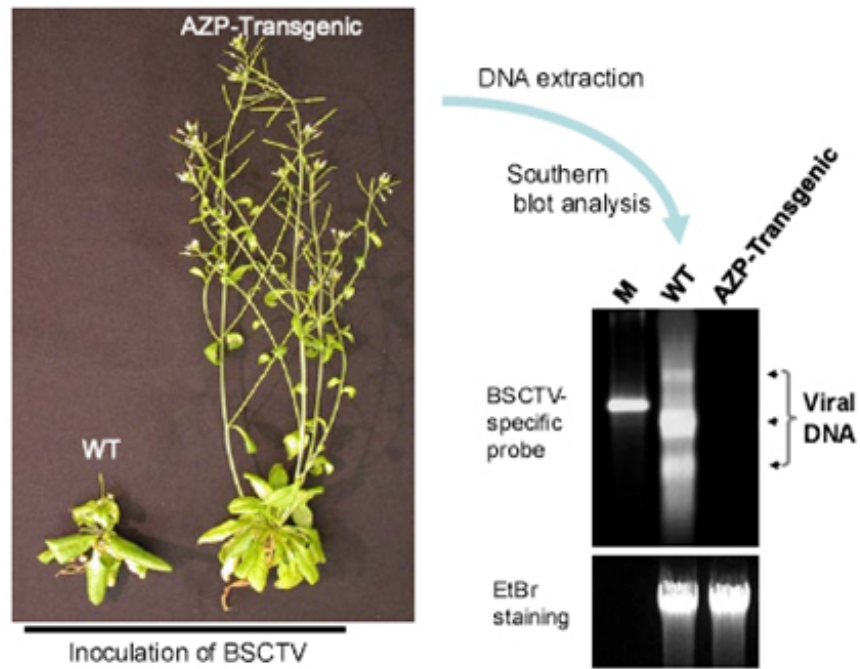 AZP-Transgenic
WT
Inoculation of BSCTV
DNA extraction
Southern
blot analysis
M
WT
AZP-Transgenic
BSCTV-
specific
probe
Viral
DNA
EtBr
staining